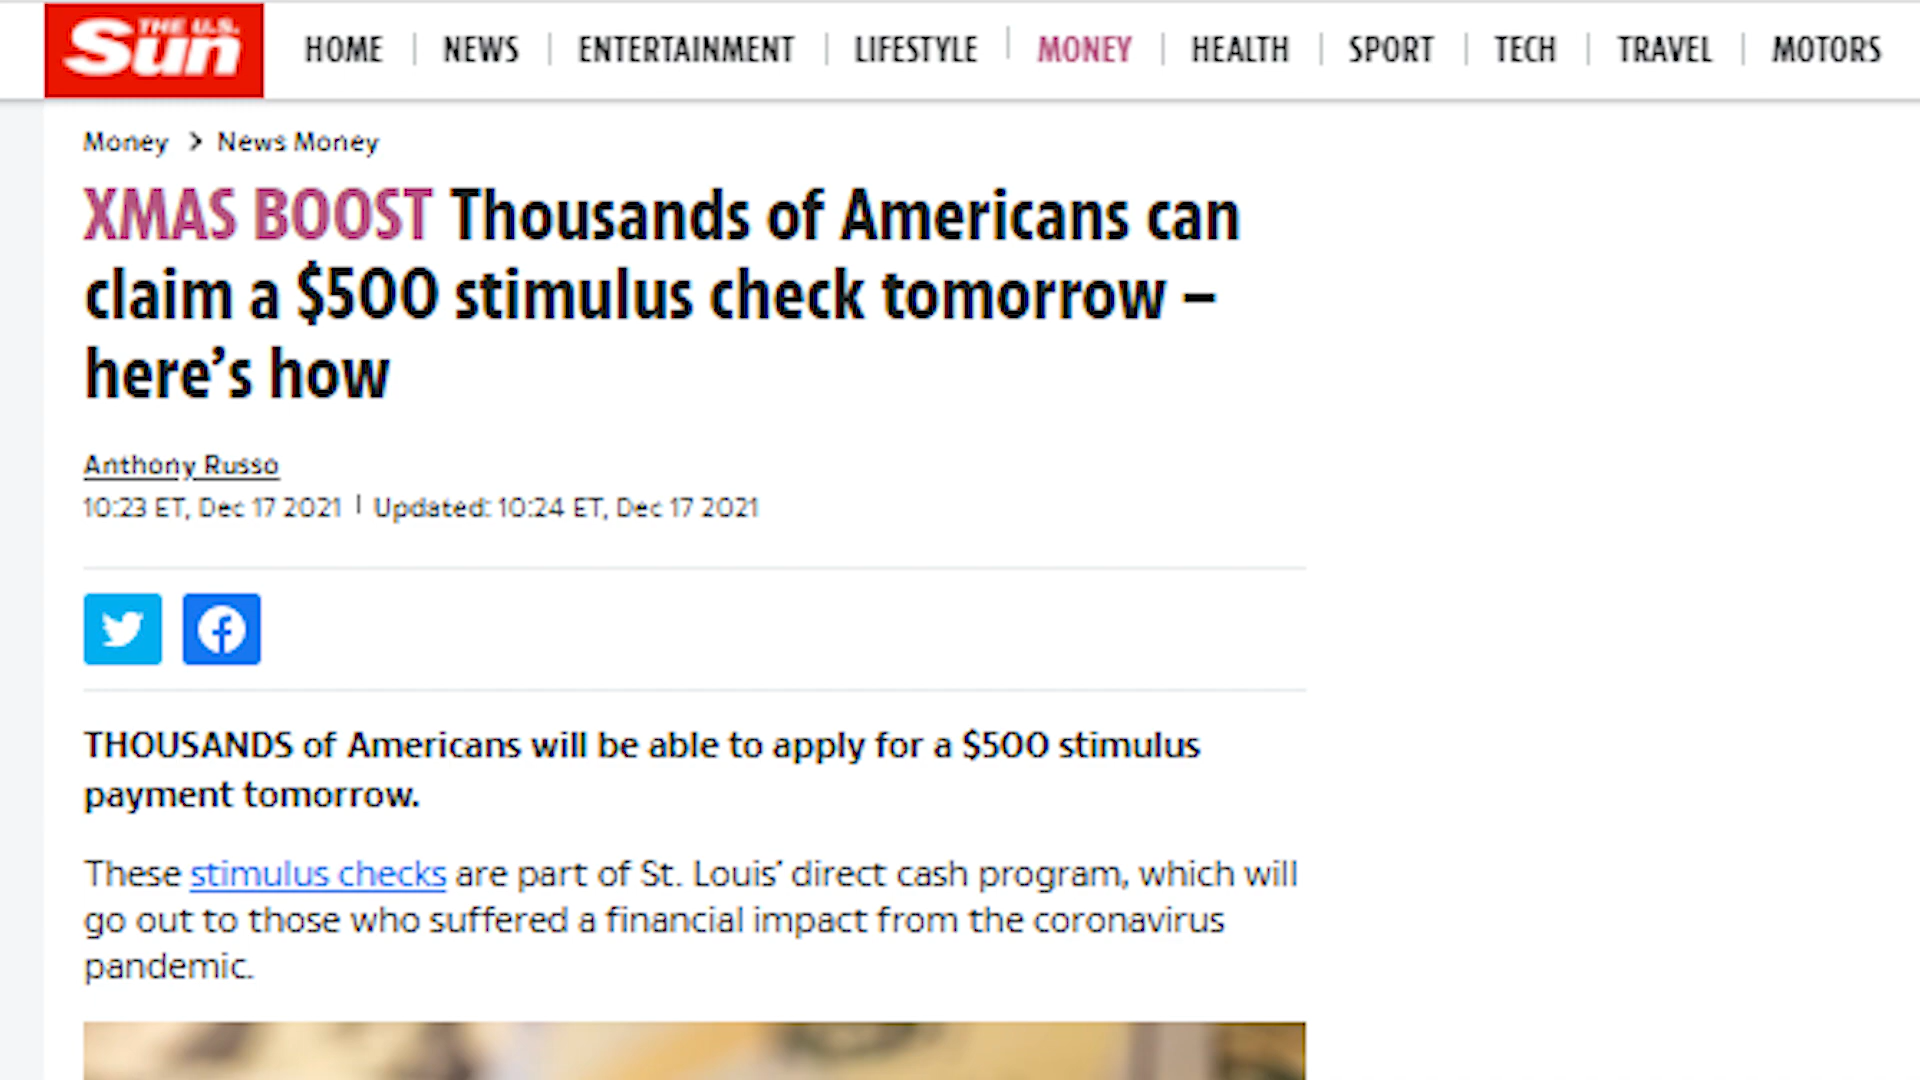 THE U.S.
Sun
HOME NEWS ENTERTAINMENT LIFESTYLE MONEY HEALTH SPORT TECH TRAVEL MOTORS
Money > News Money
XMAS BOOST Thousands of Americans can
claim a $500 stimulus check tomorrow –
here’s how
Anthony Russo
10:23 ET, Dec 17 2021 | Updated: 10:24 ET, Dec 17 2021
THOUSANDS of Americans will be able to apply for a $500 stimulus
payment tomorrow.
These stimulus checks are part of St. Louis’ direct cash program, which will
go out to those who suffered a financial impact from the coronavirus
pandemic.